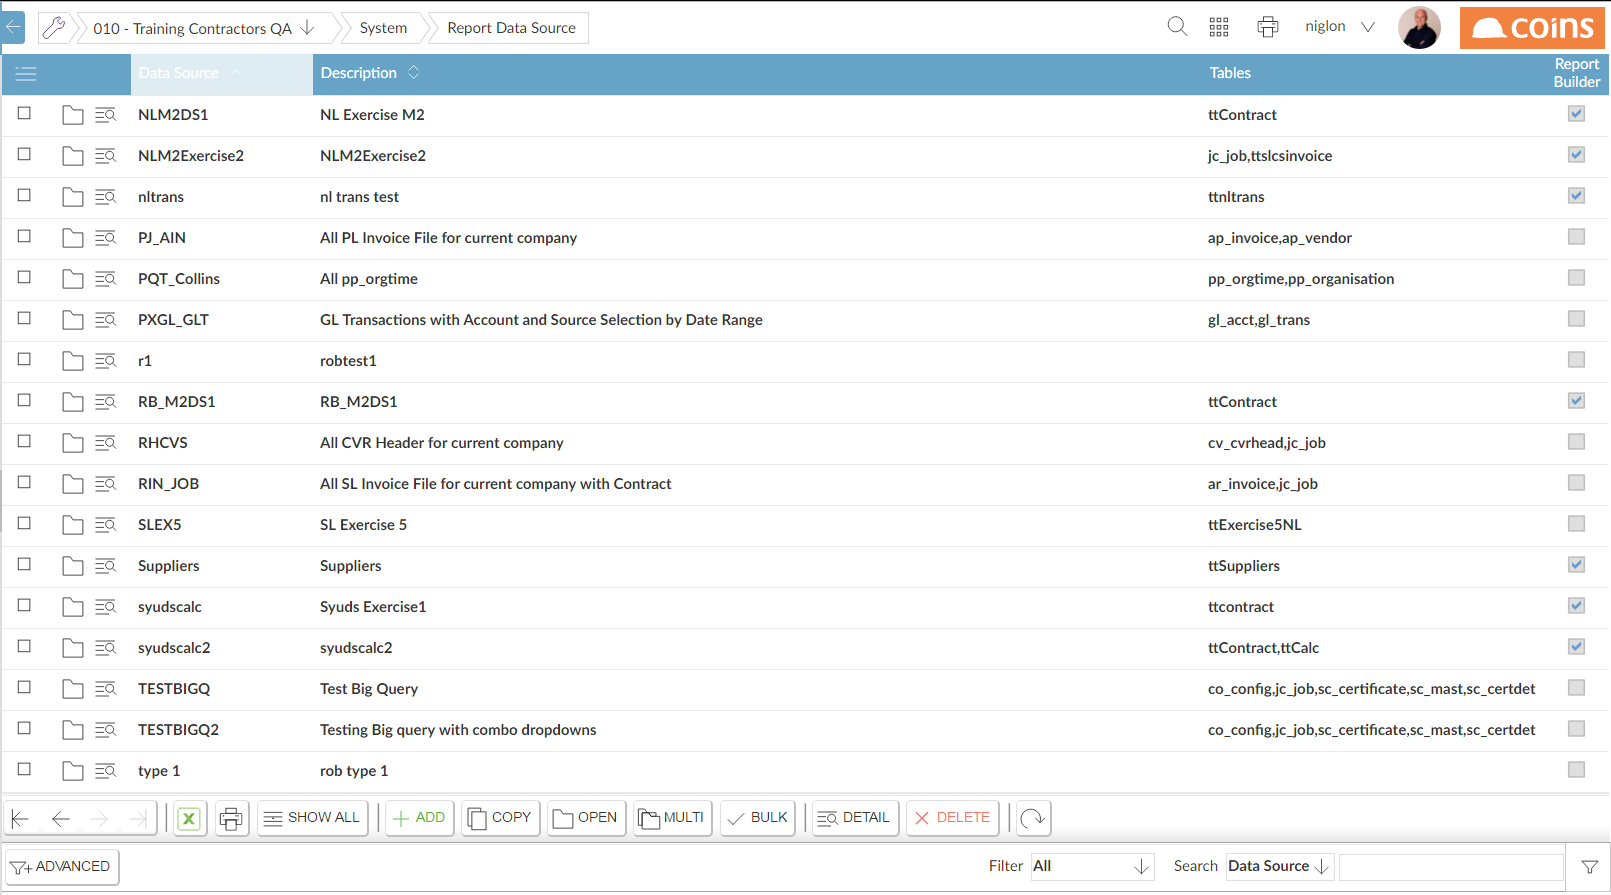 010 - Training Contractors QA
System
Report Data Source
niglon
coins
Data Source Description Tables Report Builder
NLM2DS1 NL Exercise M2 ttContract
NLM2Exercise2 NLM2Exercise2 jc_job,ttslcsinvoice
nltrans nl trans test ttnltrans
PJ_AIN All PL Invoice File for current company ap_invoice,ap_vendor
PQT_Collins All pp_orgtime pp_orgtime,pp_organisation
PXGL_GLT GL Transactions with Account and Source Selection by Date Range gl_acct,gl_trans
r1 robtest1
RB_M2DS1 RB_M2DS1 ttContract
RHCVS All CVR Header for current company cv_cvrhead,jc_job
RIN_JOB All SL Invoice File for current company with Contract ar_invoice,jc_job
SLEX5 SL Exercise 5 ttExercise5NL
Suppliers Suppliers ttSuppliers
syudscalc Syuds Exercise1 ttcontract
syudscalc2 syudscalc2 ttContract,ttCalc
TESTBIGQ Test Big Query co_config,jc_job,sc_certificate,sc_mast,sc_certdet
TESTBIGQ2 Testing Big query with combo dropdowns co_config,jc_job,sc_certificate,sc_mast,sc_certdet
type 1 rob type 1
X SHOW ALL ADD COPY OPEN MULTI BULK DETAIL DELETE
ADVANCED Filter All Search Data Source